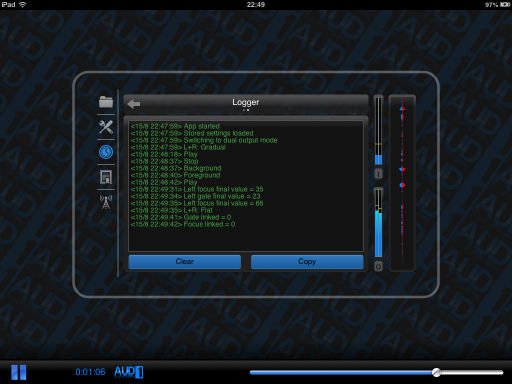 iPad
22:49
97%
Logger
<15/8 22:47:59> App started
<15/8 22:47:59> Stored settings loaded
<15/8 22:47:59> Switching to dual output mode
<15/8 22:47:59> L+R: Gradual
<15/8 22:48:18> Play
<15/8 22:48:37> Stop
<15/8 22:48:37> Background
<15/8 22:48:40> Foreground
<15/8 22:48:42> Play
<15/8 22:49:31> Left focus final value = 35
<15/8 22:49:34> Left gate final value = 23
<15/8 22:49:35> Left focus final value = 66
<15/8 22:49:35> L+R: Flat
<15/8 22:49:41> Gate linked = 0
<15/8 22:49:42> Focus linked = 0
Clear
Copy
I
O
0:01:06
AUD